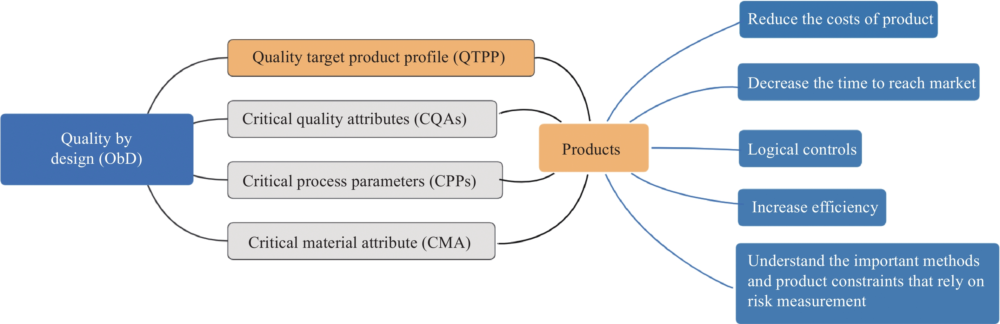 Quality by
design (ObD)
Quality target product profile (QTPP)
Critical quality attributes (CQAs)
Critical process parameters (CPPs)
Critical material attribute (CMA)
Products
Reduce the costs of product
Decrease the time to reach market
Logical controls
Increase efficiency
Understand the important methods
and product constraints that rely on
risk measurement